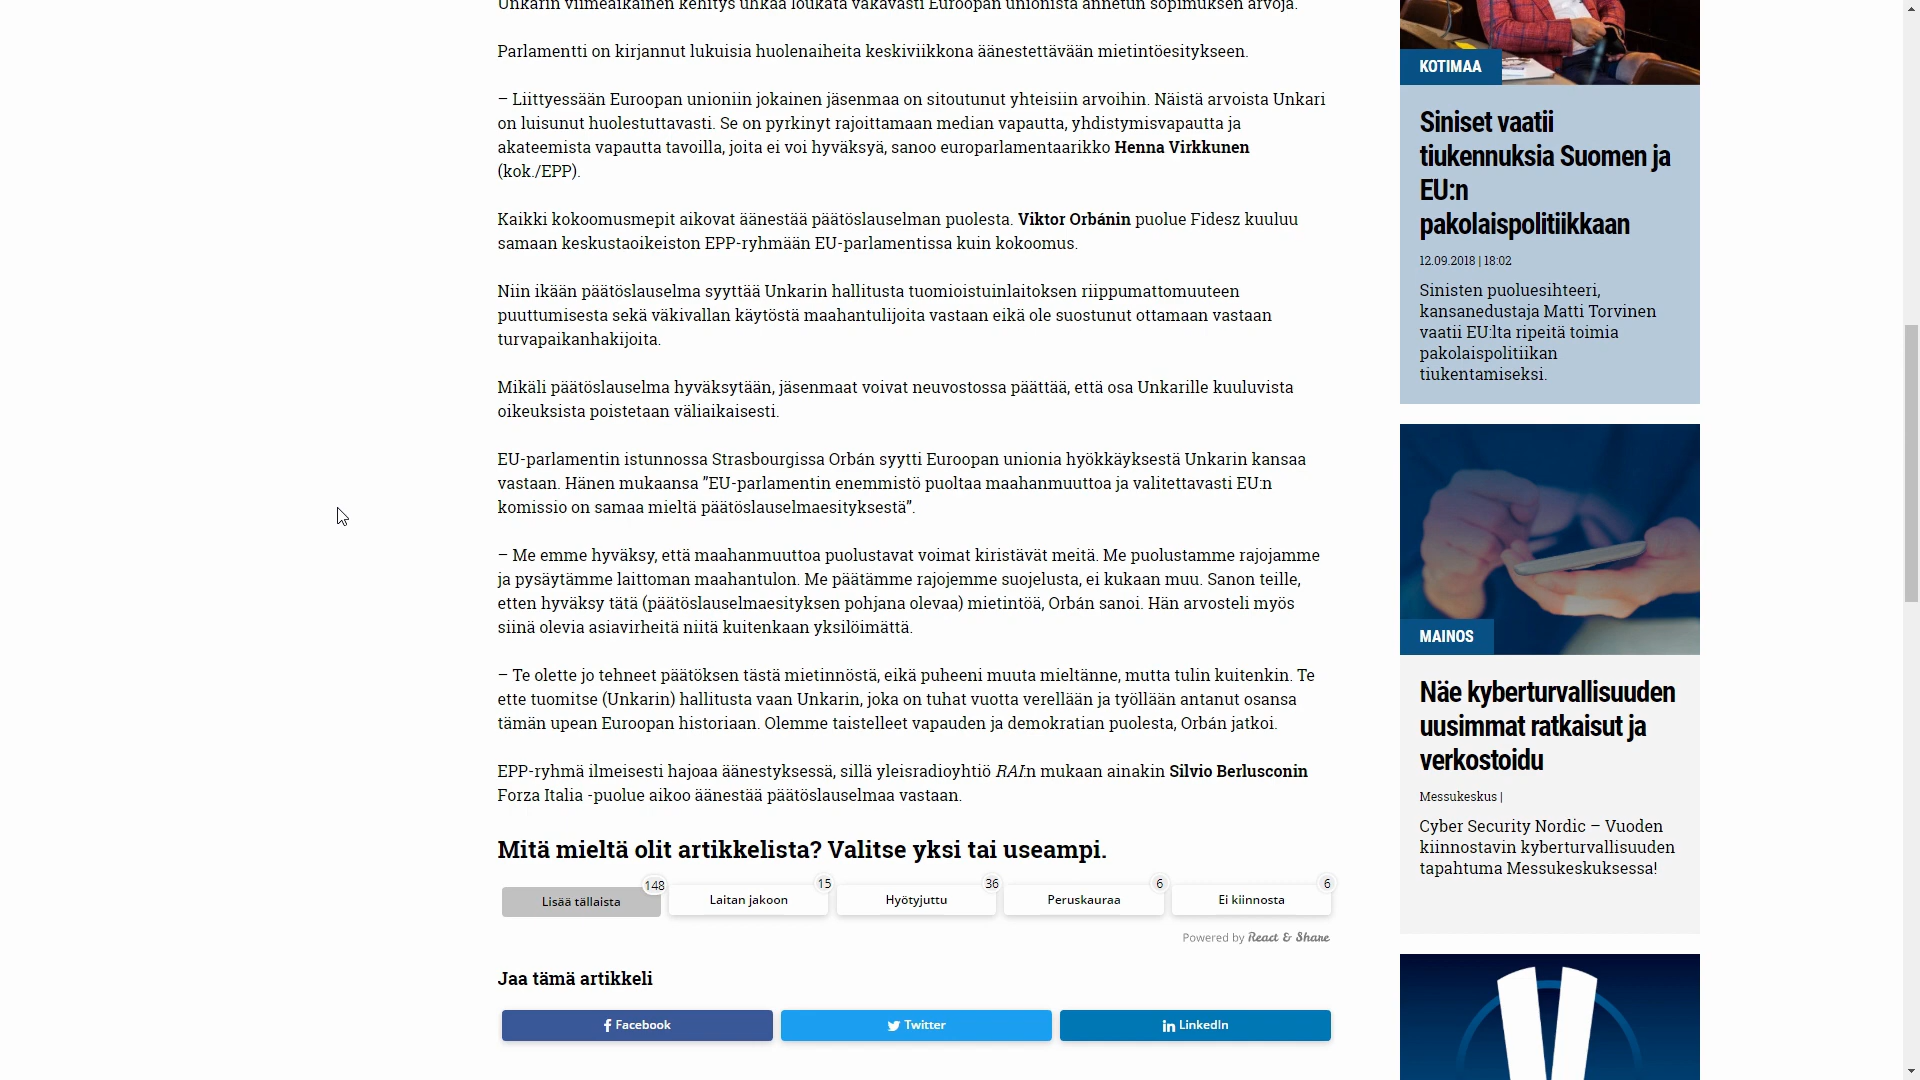 Unkarin viimeaikainen kehitys uhkaa loukata vakavasti Euroopan unionista annetun sopimuksen arvoja.
Parlamentti on kirjannut lukuisia huolenaiheita keskiviikkona äänestettävään mietintöesitykseen.
– Liittyessään Euroopan unioniin jokainen jäsenmaa on sitoutunut yhteisiin arvoihin. Näistä arvoista Unkari
on luisunut huolestuttavasti. Se on pyrkinyt rajoittamaan median vapautta, yhdistymisvapautta ja
akateemista vapautta tavoilla, joita ei voi hyväksyä, sanoo europarlamentaarikko Henna Virkkunen
(kok./EPP).
Kaikki kokoomusmepit aikovat äänestää päätöslauselman puolesta. Viktor Orbánin puolue Fidesz kuuluu
samaan keskustaoikeiston EPP-ryhmään EU-parlamentissa kuin kokoomus.
Niin ikään päätöslauselma syyttää Unkarin hallitusta tuomioistuinlaitoksen riippumattomuuteen
puuttumisesta sekä väkivallan käytöstä maahantulijoita vastaan eikä ole suostunut ottamaan vastaan
turvapaikanhakijoita.
Mikäli päätöslauselma hyväksytään, jäsenmaat voivat neuvostossa päättää, että osa Unkarille kuuluvista
oikeuksista poistetaan väliaikaisesti.
EU-parlamentin istunnossa Strasbourgissa Orbán syytti Euroopan unionia hyökkäyksestä Unkarin kansaa
vastaan. Hänen mukaansa ”EU-parlamentin enemmistö puoltaa maahanmuuttoa ja valitettavasti EU:n
komissio on samaa mieltä päätöslauselmaesityksestä”.
– Me emme hyväksy, että maahanmuuttoa puolustavat voimat kiristävät meitä. Me puolustamme rajojamme
ja pysäytämme laittoman maahantulon. Me päätämme rajojemme suojelusta, ei kukaan muu. Sanon teille,
etten hyväksy tätä (päätöslauselmaesityksen pohjana olevaa) mietintöä, Orbán sanoi. Hän arvosteli myös
siinä olevia asiavirheitä niitä kuitenkaan yksilöimättä.
– Te olette jo tehneet päätöksen tästä mietinnöstä, eikä puheeni muuta mieltänne, mutta tulin kuitenkin. Te
ette tuomitse (Unkarin) hallitusta vaan Unkarin, joka on tuhat vuotta verellään ja työllään antanut osansa
tämän upean Euroopan historiaan. Olemme taistelleet vapauden ja demokratian puolesta, Orbán jatkoi.
EPP-ryhmä ilmeisesti hajoaa äänestyksessä, sillä yleisradioyhtiö RAI:n mukaan ainakin Silvio Berlusconin
Forza Italia -puolue aikoo äänestää päätöslauselmaa vastaan.
Mitä mieltä olit artikkelista? Valitse yksi tai useampi.
148 15 36 6 6
Lisää tällaista Laitan jakoon Hyötyjuttu Peruskauraa Ei kiinnosta
Powered by React & Share
Jaa tämä artikkeli
Facebook Twitter LinkedIn
KOTIMAA
Siniset vaatii
tiukennuksia Suomen ja
EU:n
pakolaispolitiikkaan
12.09.2018 | 18:02
Sinisten puoluesihteeri,
kansanedustaja Matti Torvinen
vaatii EU:lta ripeitä toimia
pakolaispolitiikan
tiukentamiseksi.
MAINOS
Näe kyberturvallisuuden
uusimmat ratkaisut ja
verkostoidu
Messukeskus |
Cyber Security Nordic – Vuoden
kiinnostavin kyberturvallisuuden
tapahtuma Messukeskuksessa!